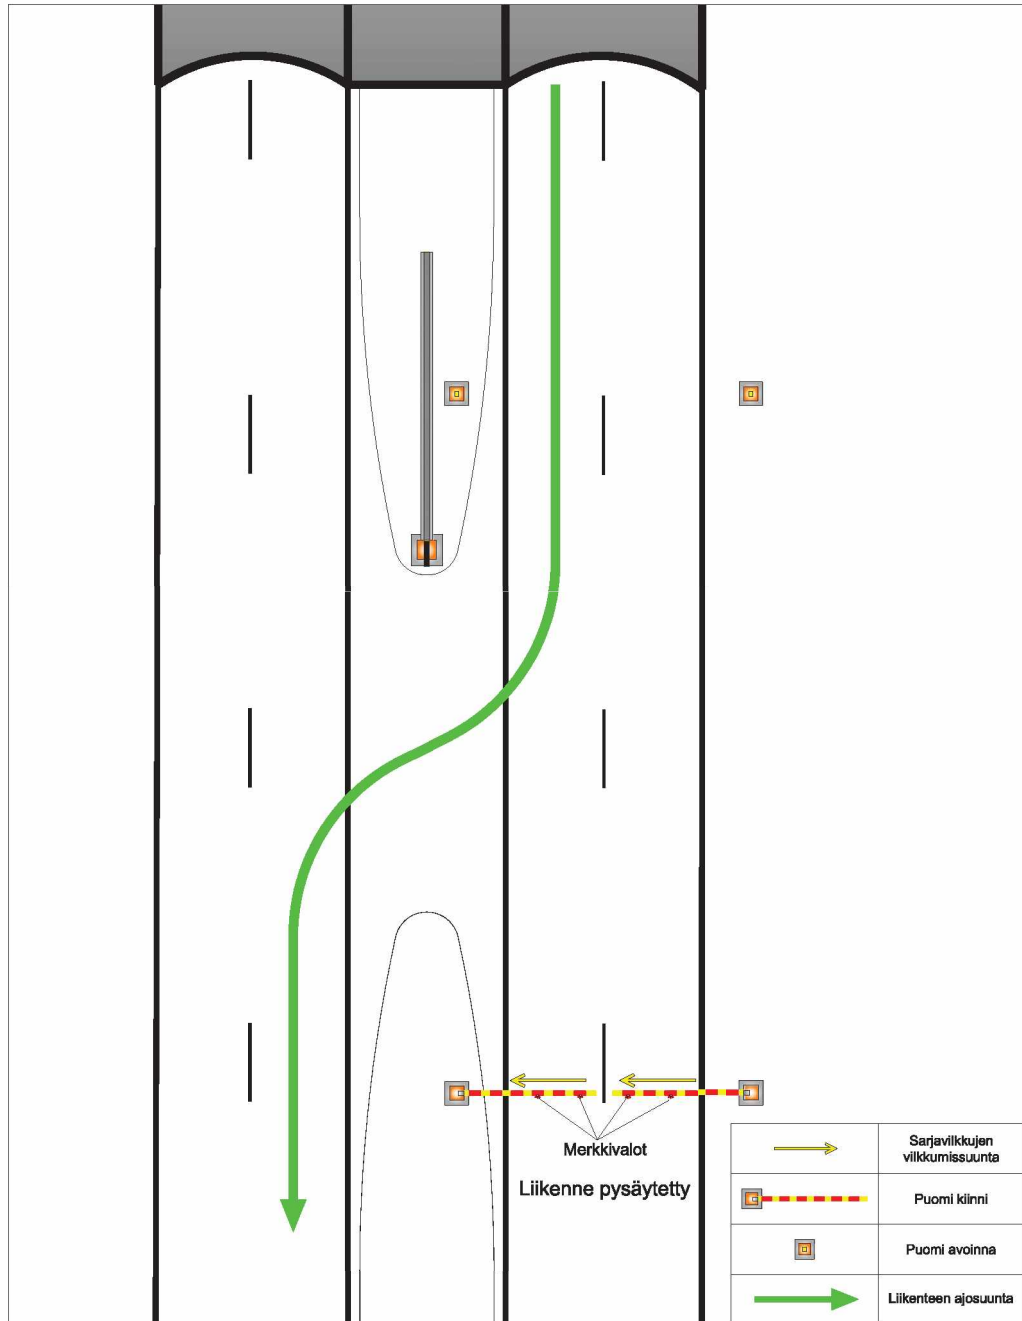 Merkkivalot
Liikenne pysäytetty
Sarjavilkkujen
vilkkumissuunta
Puomi kiinni
Puomi avoinna
Liikenteen ajosuunta